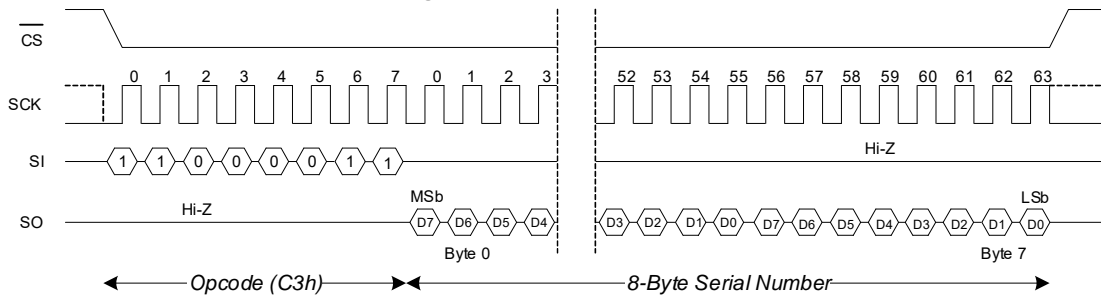 CS
0 1 2 3 4 5 6 7 0 1 2 3 52 53 54 55 56 57 58 59 60 61 62 63
SCK
Hi-Z
SI 1 1 0 0 0 0 1 1
MSb LSb
Hi-Z
SO D7 D6 D5 D4 D3 D2 D1 D0 D7 D6 D5 D4 D3 D2 D1 D0
Byte 0 Byte 7
Opcode (C3h) 8-Byte Serial Number